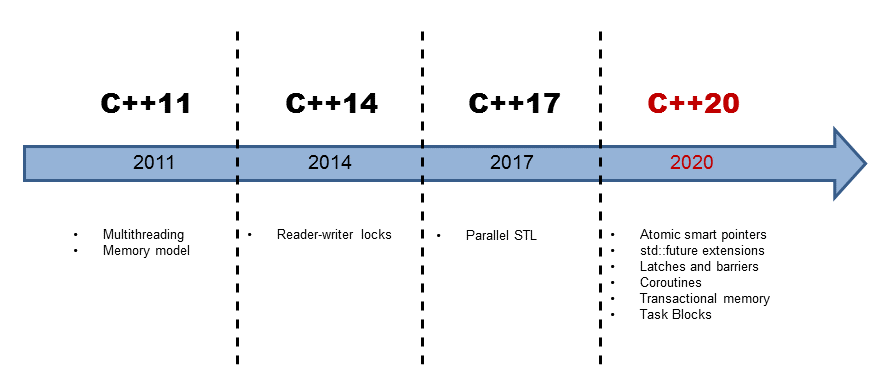 C++11
C++14
C++17
C++20
2011
2014
2017
2020
• Multithreading
• Memory model
• Reader-writer locks
• Parallel STL
• Atomic smart pointers
• std::future extensions
• Latches and barriers
• Coroutines
• Transactional memory
• Task Blocks